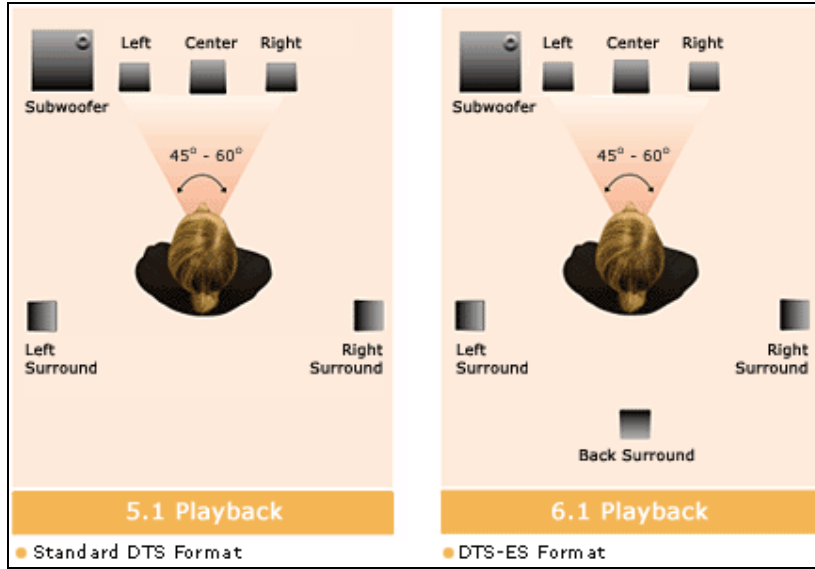 Left Center Right
Subwoofer
45° - 60°
Left
Surround
Right
Surround
5.1 Playback
Standard DTS Format
Left Center Right
Subwoofer
45° - 60°
Left
Surround
Right
Surround
Back Surround
6.1 Playback
DTS-ES Format